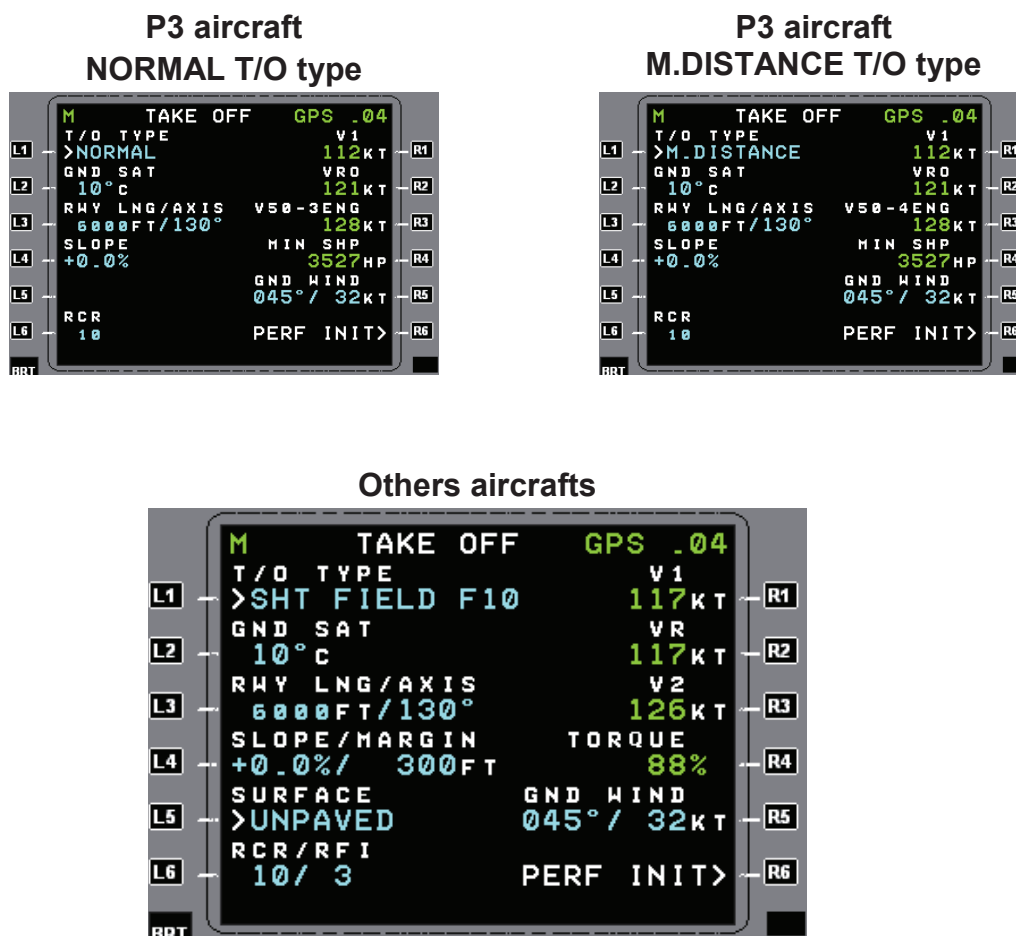 P3 aircraft
NORMAL T/O type
M TAKE OFF GPS .04
T/O TYPE V1
L1 >NORMAL 112KT R1
GND SAT VRO
L2 10°C 121KT R2
RWY LNG/AXIS V50-3ENG
L3 6000FT/130° 128KT R3
SLOPE MIN SHP
L4 +0.0% 3527HP R4
GND WIND
L5 045°/ 32KT R5
RCR
L6 10 PERF INIT> R6
BRT
P3 aircraft
M.DISTANCE T/O type
M TAKE OFF GPS .04
T/O TYPE V1
L1 >M.DISTANCE 112KT R1
GND SAT VRO
L2 10°C 121KT R2
RWY LNG/AXIS V50-4ENG
L3 6000FT/130° 128KT R3
SLOPE MIN SHP
L4 +0.0% 3527HP R4
GND WIND
L5 045°/ 32KT R5
RCR
L6 10 PERF INIT> R6
BRT
Others aircrafts
M TAKE OFF GPS .04
T/O TYPE V1
L1 >SHT FIELD F10 117KT R1
GND SAT VR
L2 10°C 117KT R2
RWY LNG/AXIS V2
L3 6000FT/130° 126KT R3
SLOPE/MARGIN TORQUE
L4 +0.0%/ 300FT 88% R4
SURFACE GND WIND
L5 >UNPAVED 045°/ 32KT R5
RCR/RFI
L6 10/ 3 PERF INIT> R6
BRT